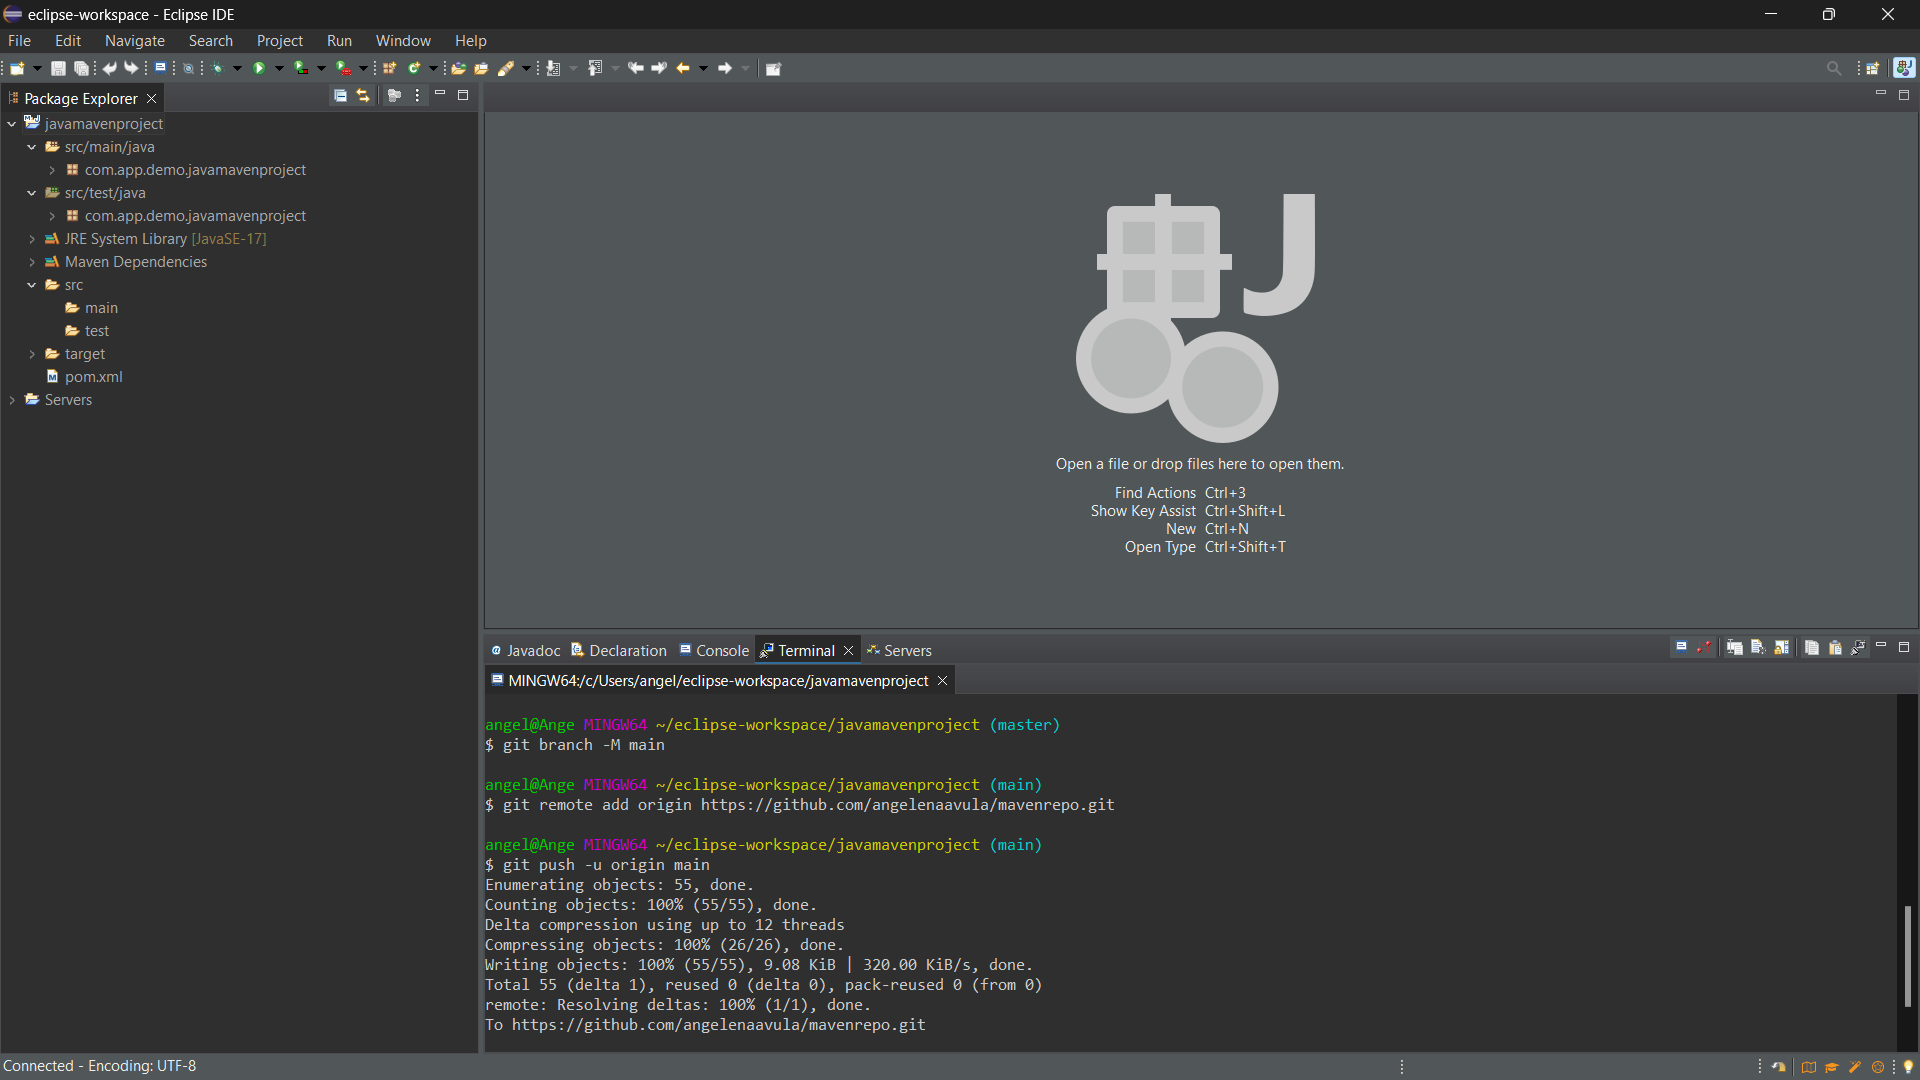 eclipse-workspace - Eclipse IDE
File Edit Navigate Search Project Run Window Help
Package Explorer
javamavenproject
src/main/java
com.app.demo.javamavenproject
src/test/java
com.app.demo.javamavenproject
JRE System Library [JavaSE-17]
Maven Dependencies
src
main
test
target
pom.xml
Servers
J
Open a file or drop files here to open them.
Find Actions Ctrl+3
Show Key Assist Ctrl+Shift+L
New Ctrl+N
Open Type Ctrl+Shift+T
Javadoc Declaration Console Terminal Servers
MINGW64:/c/Users/angel/eclipse-workspace/javamavenproject
angel@Ange MINGW64 ~/eclipse-workspace/javamavenproject (master)
$ git branch -M main
angel@Ange MINGW64 ~/eclipse-workspace/javamavenproject (main)
$ git remote add origin https://github.com/angelenaavula/mavenrepo.git
angel@Ange MINGW64 ~/eclipse-workspace/javamavenproject (main)
$ git push -u origin main
Enumerating objects: 55, done.
Counting objects: 100% (55/55), done.
Delta compression using up to 12 threads
Compressing objects: 100% (26/26), done.
Writing objects: 100% (55/55), 9.08 KiB | 320.00 KiB/s, done.
Total 55 (delta 1), reused 0 (delta 0), pack-reused 0 (from 0)
remote: Resolving deltas: 100% (1/1), done.
To https://github.com/angelenaavula/mavenrepo.git
Connected - Encoding: UTF-8